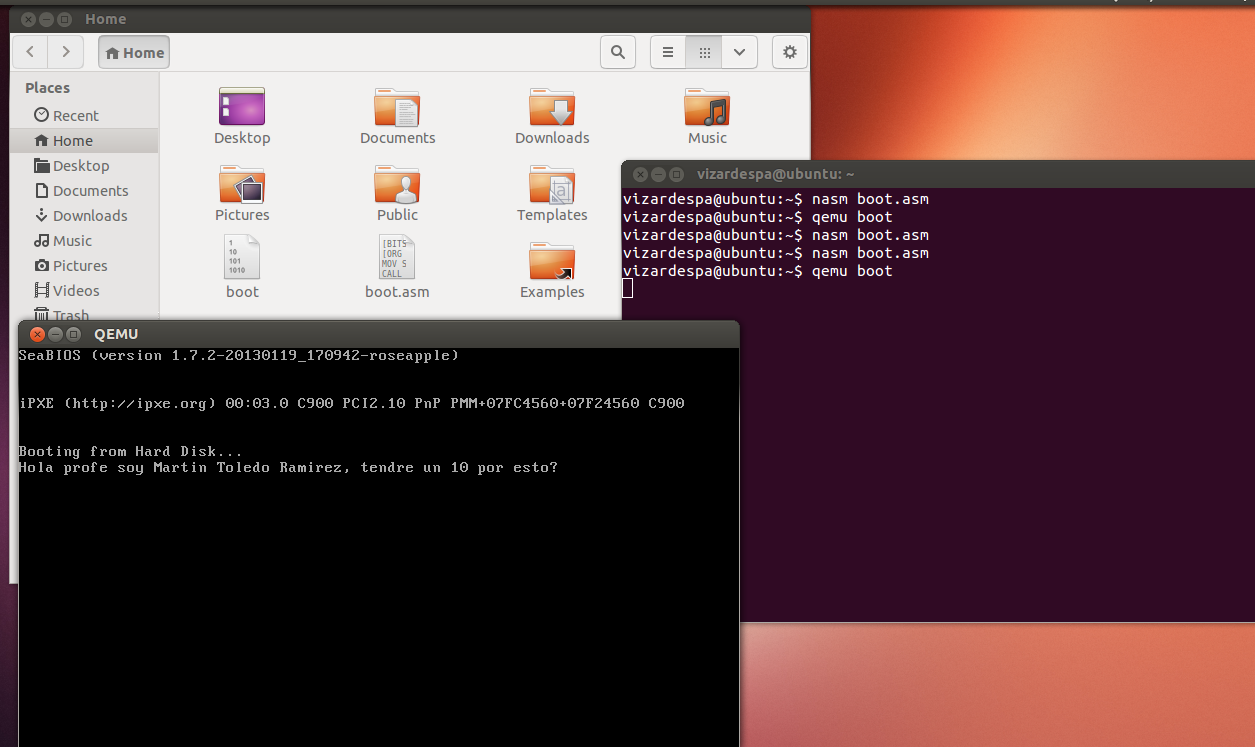 Home
Home
Places
Recent
Home
Desktop
Documents
Downloads
Music
Pictures
Videos
Trash
Desktop
Documents
Downloads
Music
Pictures
Public
Templates
1
10
101
1010
boot
[BITS
[ORG
MOV S
CALL
boot.asm
Examples
vizardespa@ubuntu: ~
vizardespa@ubuntu:~$ nasm boot.asm
vizardespa@ubuntu:~$ qemu boot
vizardespa@ubuntu:~$ nasm boot.asm
vizardespa@ubuntu:~$ nasm boot.asm
vizardespa@ubuntu:~$ qemu boot
QEMU
SeaBIOS (version 1.7.2-20130119_170942-roseapple)
iPXE (http://ipxe.org) 00:03.0 C900 PCI2.10 PnP PMM+07FC4560+07F24560 C900
Booting from Hard Disk...
Hola profe soy Martin Toledo Ramirez, tendre un 10 por esto?